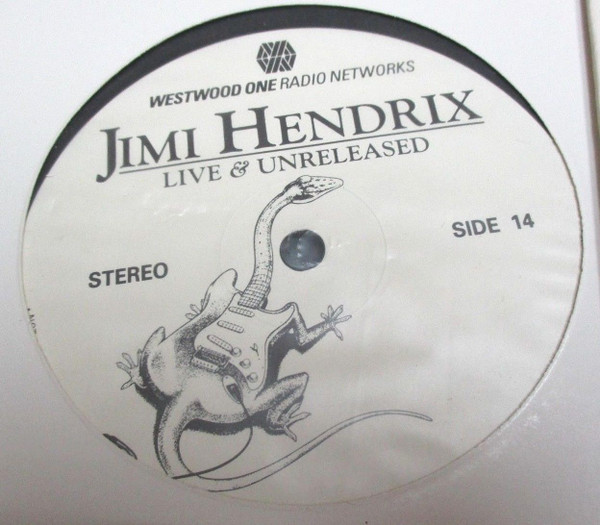 WESTWOOD ONE RADIO NETWORKS
JIMI HENDRIX
LIVE & UNRELEASED
STEREO
SIDE 14